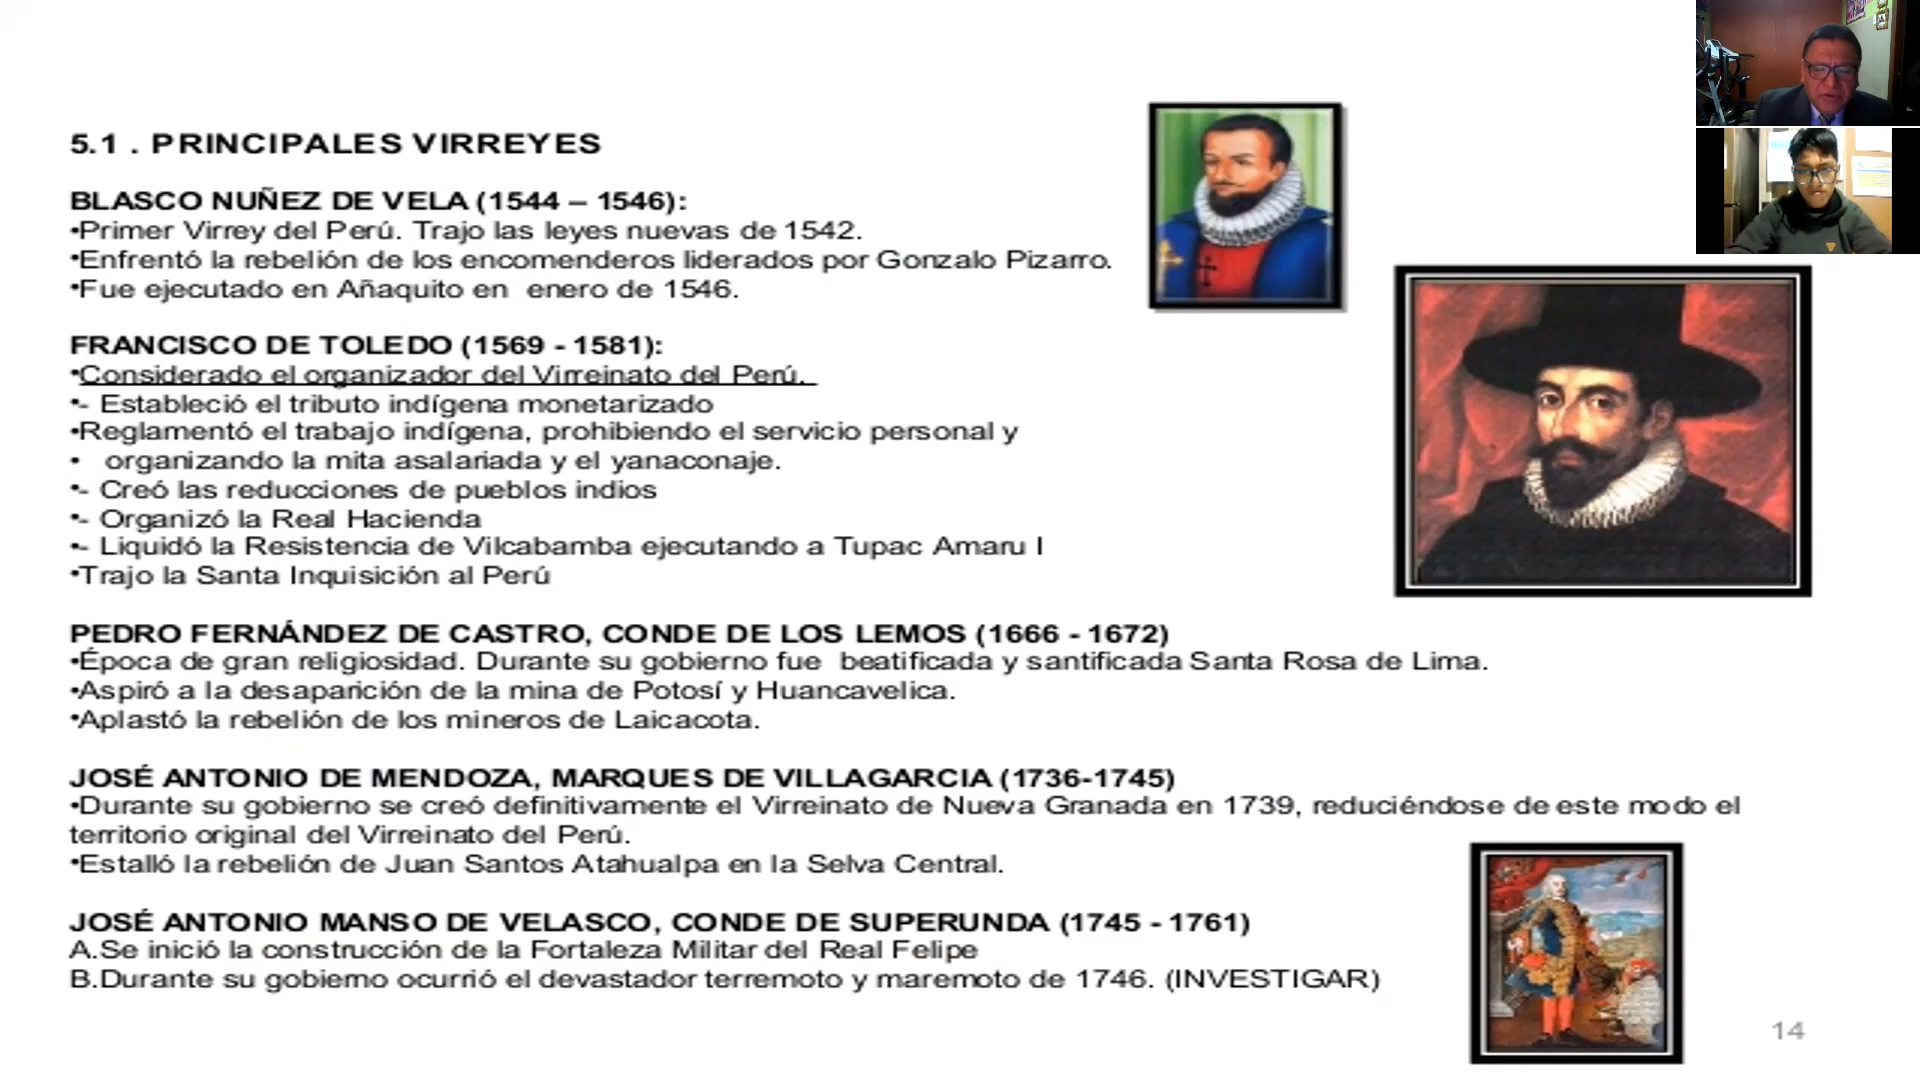 5.1 . PRINCIPALES VIRREYES
BLASCO NUÑEZ DE VELA (1544 – 1546):
•Primer Virrey del Perú. Trajo las leyes nuevas de 1542.
•Enfrentó la rebelión de los encomenderos liderados por Gonzalo Pizarro.
•Fue ejecutado en Añaquito en enero de 1546.
FRANCISCO DE TOLEDO (1569 - 1581):
•Considerado el organizador del Virreinato del Perú.
•- Estableció el tributo indígena monetarizado
•Reglamentó el trabajo indígena, prohibiendo el servicio personal y
• organizando la mita asalariada y el yanaconaje.
•- Creó las reducciones de pueblos indios
•- Organizó la Real Hacienda
•- Liquidó la Resistencia de Vilcabamba ejecutando a Tupac Amaru I
•Trajo la Santa Inquisición al Perú
PEDRO FERNÁNDEZ DE CASTRO, CONDE DE LOS LEMOS (1666 - 1672)
•Época de gran religiosidad. Durante su gobierno fue beatificada y santificada Santa Rosa de Lima.
•Aspiró a la desaparición de la mina de Potosí y Huancavelica.
•Aplastó la rebelión de los mineros de Laicacota.
JOSÉ ANTONIO DE MENDOZA, MARQUES DE VILLAGARCIA (1736-1745)
•Durante su gobierno se creó definitivamente el Virreinato de Nueva Granada en 1739, reduciéndose de este modo el
territorio original del Virreinato del Perú.
•Estalló la rebelión de Juan Santos Atahualpa en la Selva Central.
JOSÉ ANTONIO MANSO DE VELASCO, CONDE DE SUPERUNDA (1745 - 1761)
A.Se inició la construcción de la Fortaleza Militar del Real Felipe
B.Durante su gobierno ocurrió el devastador terremoto y maremoto de 1746. (INVESTIGAR)
14